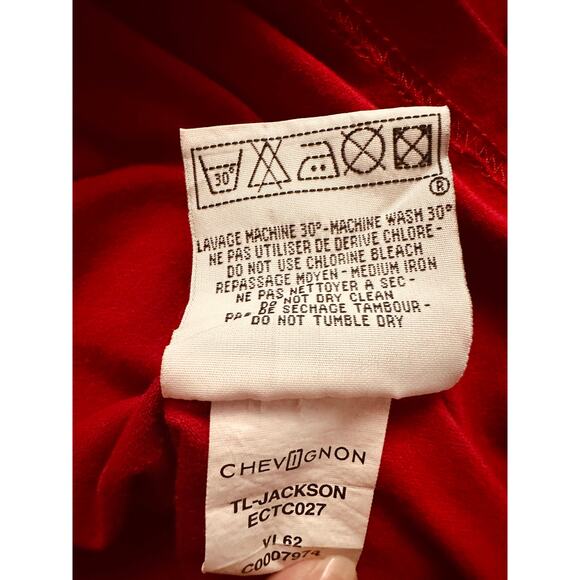 30°
®
LAVAGE MACHINE 30°-MACHINE WASH 30°
NE PAS UTILISER DE DERIVE CHLORE-
DO NOT USE CHLORINE BLEACH
REPASSAGE MOYEN - MEDIUM IRON
NE PAS NETTOYER A SEC-
DO NOT DRY CLEAN
DE SECHAGE TAMBOUR-
DO NOT TUMBLE DRY
CHEVIGNON
TL-JACKSON
ECTC027
VI 62
C0007974